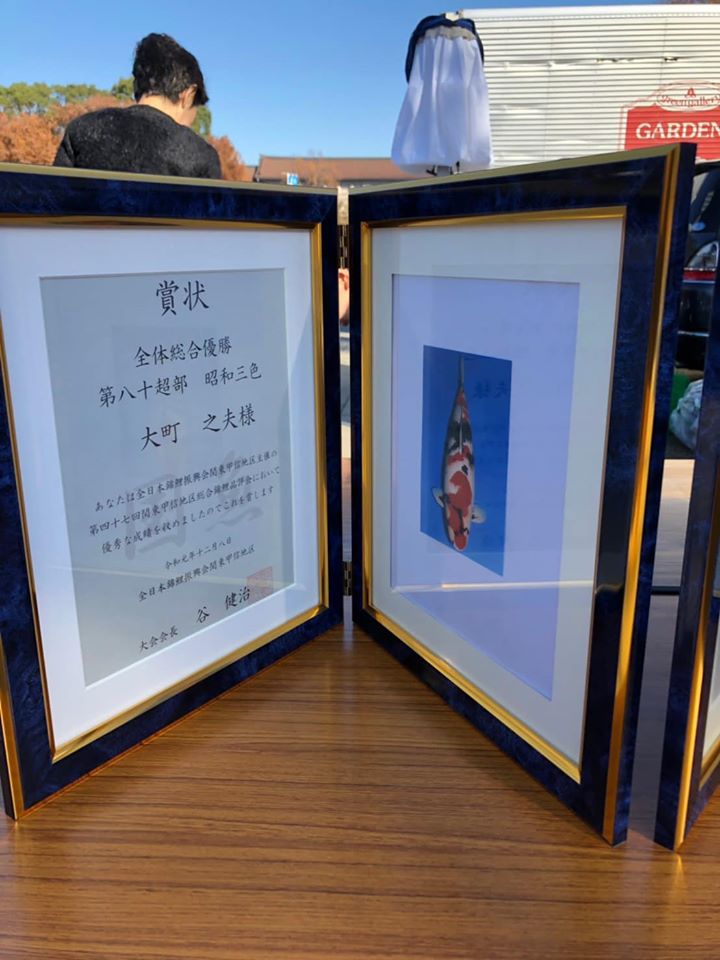 賞状
全体総合優勝
第八十超部 昭和三色
大町 之夫様
あなたは全日本錦鯉振興会関東甲信地区主催の
第四十七回関東甲信地区総合錦鯉品評会において
優秀な成績を収めましたのでこれを賞します
令和元年十二月八日
全日本錦鯉振興会関東甲信地区
大会会長 谷 健治
GARDEN